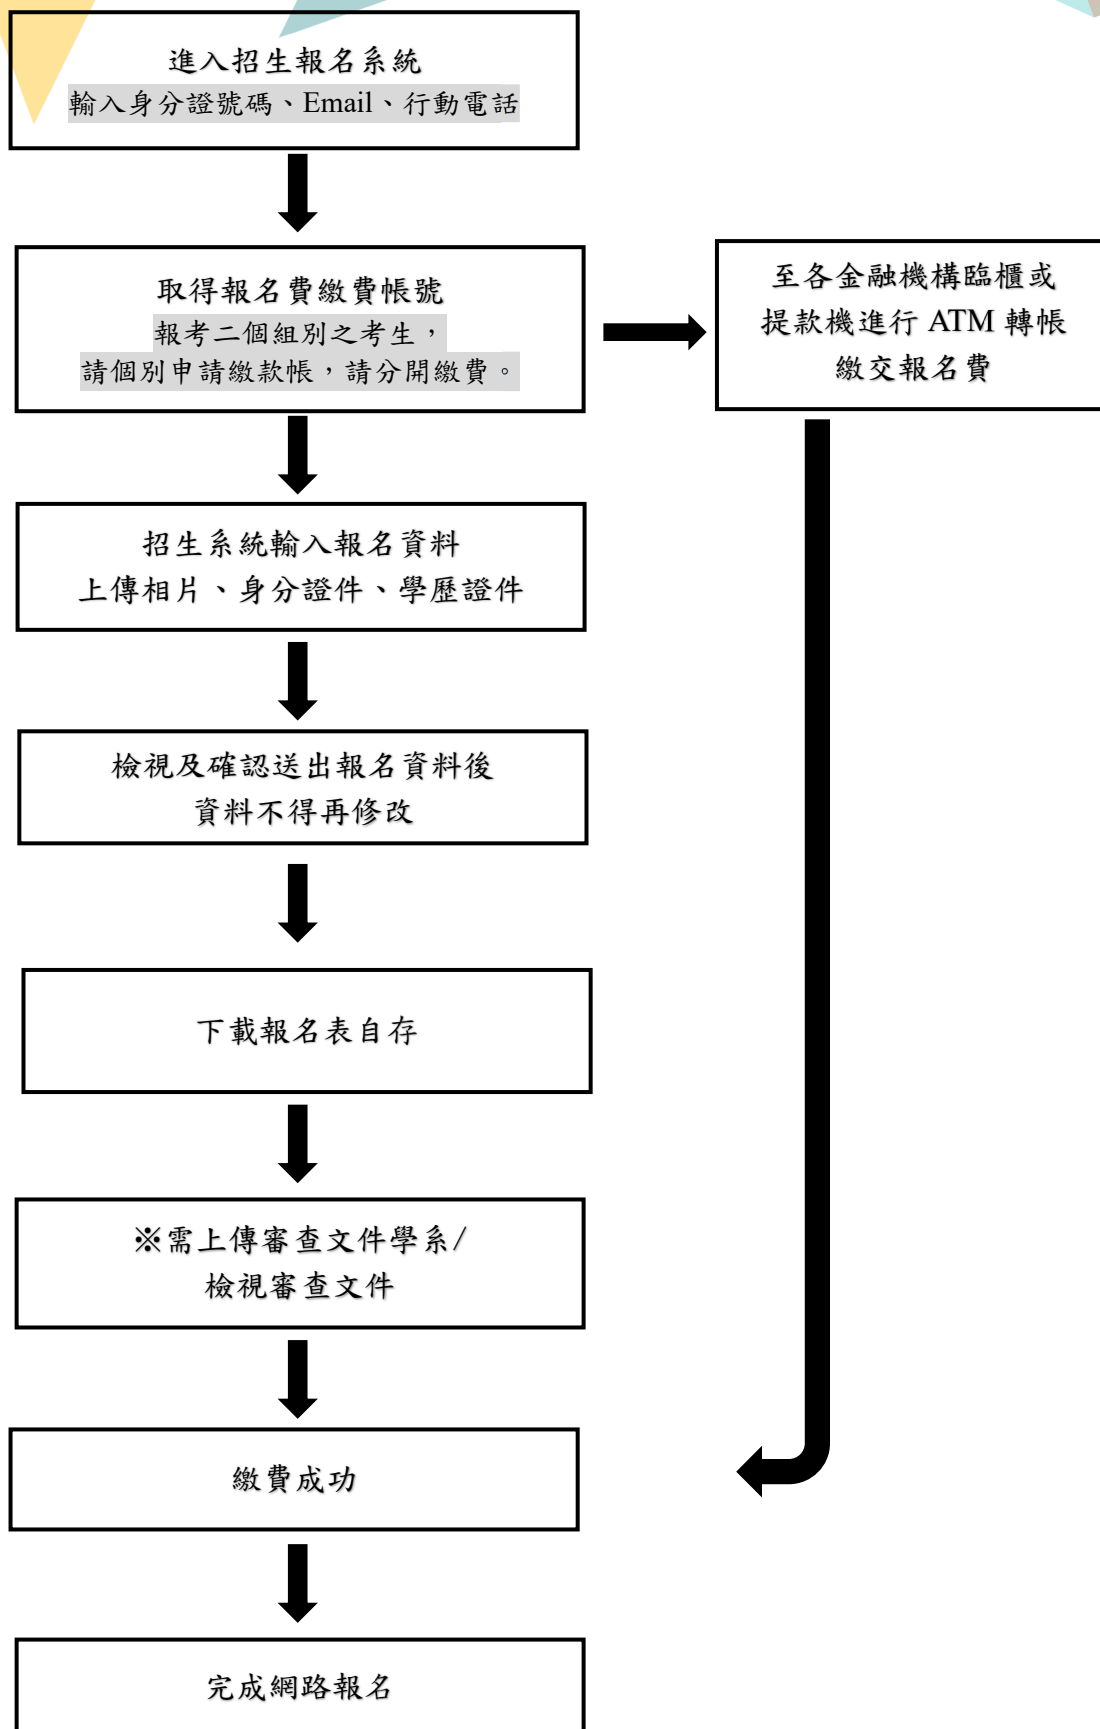 進入招生報名系統
輸入身分證號碼、Email、行動電話
取得報名費繳費帳號
報考二個組別之考生，
請個別申請繳款帳，請分開繳費。
至各金融機構臨櫃或
提款機進行 ATM 轉帳
繳交報名費
招生系統輸入報名資料
上傳相片、身分證件、學歷證件
檢視及確認送出報名資料後
資料不得再修改
下載報名表自存
※需上傳審查文件學系/
檢視審查文件
繳費成功
完成網路報名